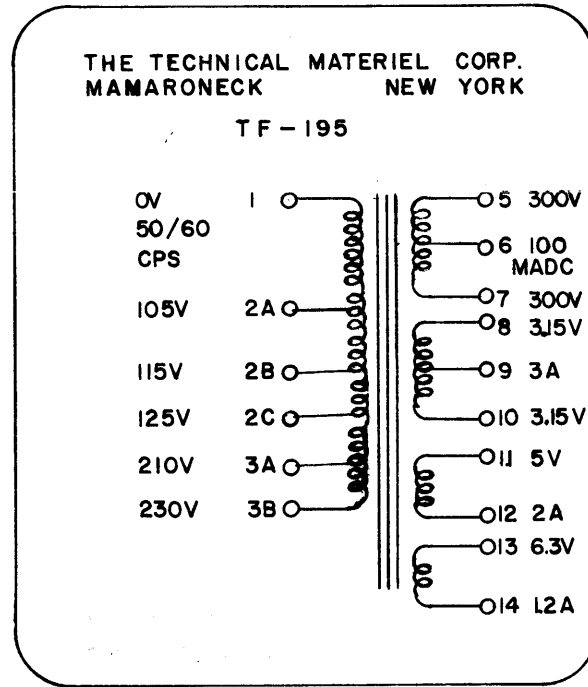 THE TECHNICAL MATERIEL CORP.
MAMARONECK NEW YORK
TF-195
0V 1
50/60
CPS
105V 2A
115V 2B
125V 2C
210V 3A
230V 3B
5 300V
6 100
MADC
7 300V
8 3.15V
9 3A
10 3.15V
11 5V
12 2A
13 6.3V
14 1.2A